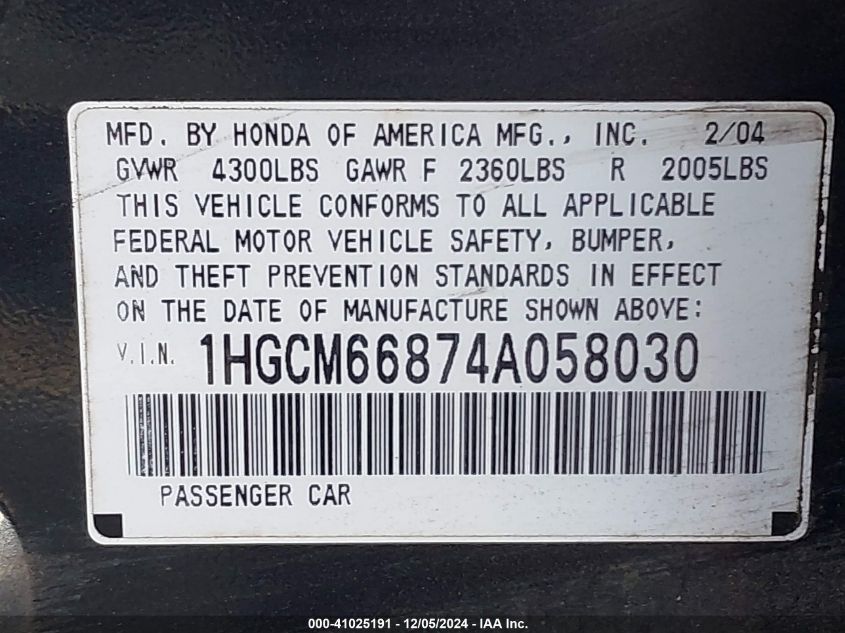 MFD. BY HONDA OF AMERICA MFG., INC. 2/04
GVWR 4300LBS GAWR F 2360LBS R 2005LBS
THIS VEHICLE CONFORMS TO ALL APPLICABLE
FEDERAL MOTOR VEHICLE SAFETY, BUMPER,
AND THEFT PREVENTION STANDARDS IN EFFECT
ON THE DATE OF MANUFACTURE SHOWN ABOVE:
V.I.N. 1HGCM66874A058030
PASSENGER CAR
000-41025191 - 12/05/2024 - IAA Inc.